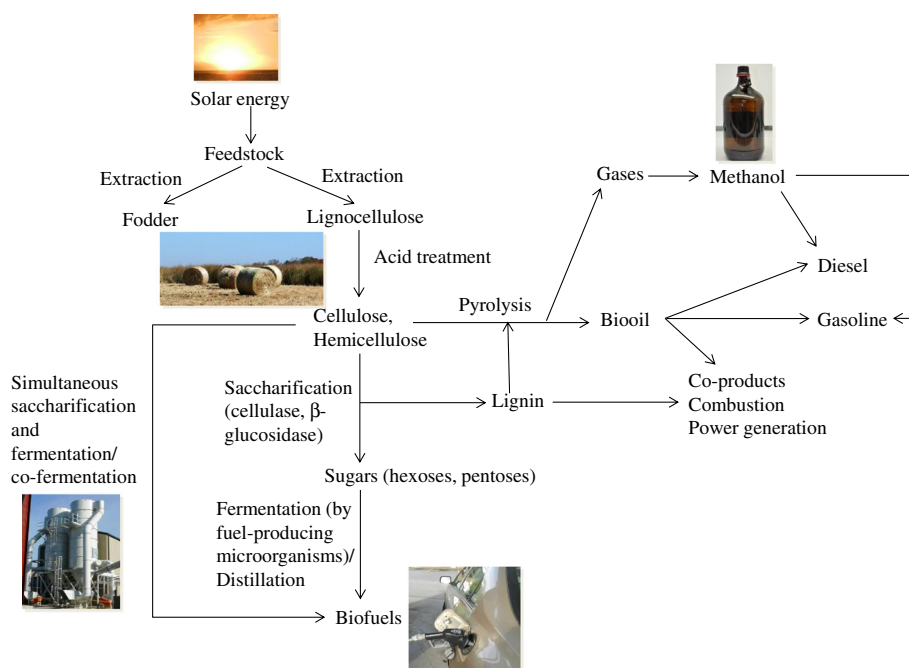 Solar energy
Feedstock
Extraction
Extraction
Fodder
Lignocellulose
Acid treatment
Cellulose,
Hemicellulose
Pyrolysis
Gases
Methanol
Diesel
Biooil
Gasoline
Simultaneous
saccharification
and
fermentation/
co-fermentation
Saccharification
(cellulase, β-
glucosidase)
Lignin
Co-products
Combustion
Power generation
Sugars (hexoses, pentoses)
Fermentation (by
fuel-producing
microorganisms)/
Distillation
Biofuels